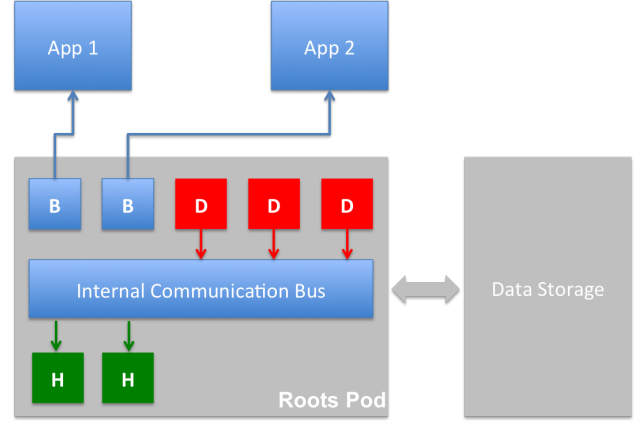 App 1
App 2
B
B
D
D
D
Internal Communication Bus
Data Storage
H
H
Roots Pod